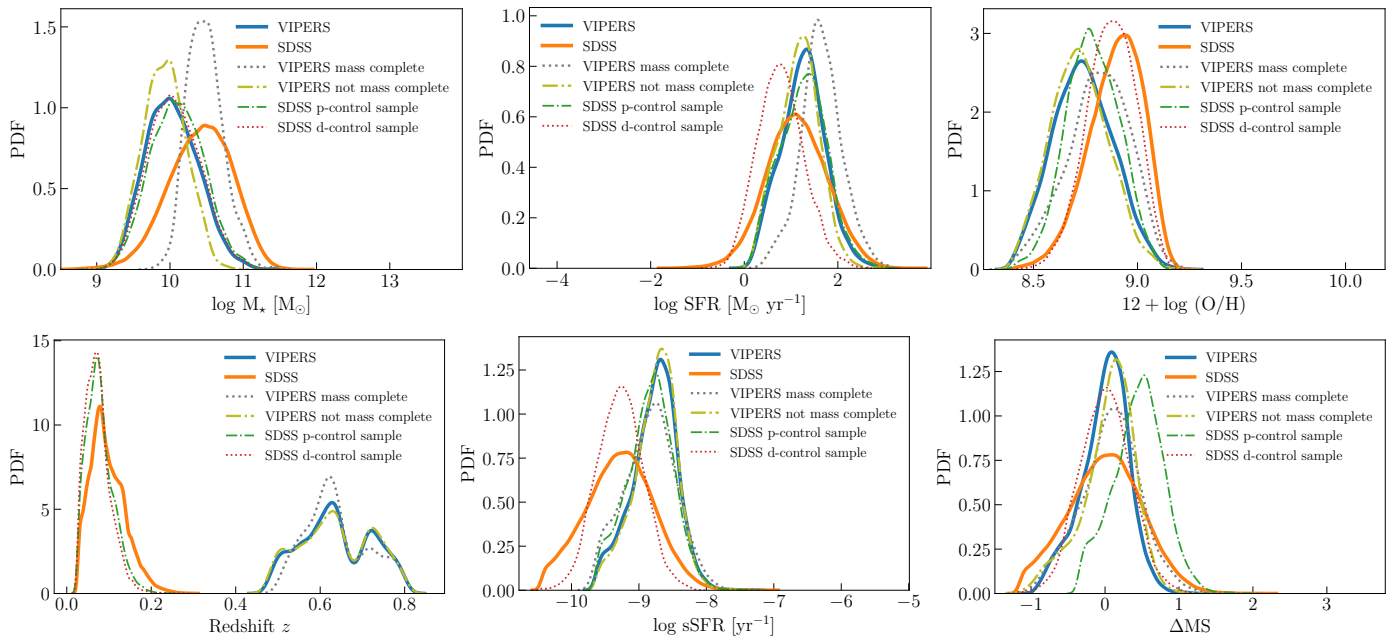 PDF
1.5
1.0
0.5
0.0
9
10
11
12
13
log M⋆ [M⊙]
VIPERS
SDSS
VIPERS mass complete
VIPERS not mass complete
SDSS p-control sample
SDSS d-control sample
PDF
1.0
0.8
0.6
0.4
0.2
0.0
−4
−2
0
2
log SFR [M⊙ yr⁻¹]
VIPERS
SDSS
VIPERS mass complete
VIPERS not mass complete
SDSS p-control sample
SDSS d-control sample
PDF
3
2
1
0
8.5
9.0
9.5
10.0
12 + log (O/H)
VIPERS
SDSS
VIPERS mass complete
VIPERS not mass complete
SDSS p-control sample
SDSS d-control sample
PDF
15
10
5
0
0.0
0.2
0.4
0.6
0.8
Redshift z
VIPERS
SDSS
VIPERS mass complete
VIPERS not mass complete
SDSS p-control sample
SDSS d-control sample
PDF
1.25
1.00
0.75
0.50
0.25
0.00
−10
−9
−8
−7
−6
−5
log sSFR [yr⁻¹]
VIPERS
SDSS
VIPERS mass complete
VIPERS not mass complete
SDSS p-control sample
SDSS d-control sample
PDF
1.25
1.00
0.75
0.50
0.25
0.00
−1
0
1
2
3
ΔMS
VIPERS
SDSS
VIPERS mass complete
VIPERS not mass complete
SDSS p-control sample
SDSS d-control sample